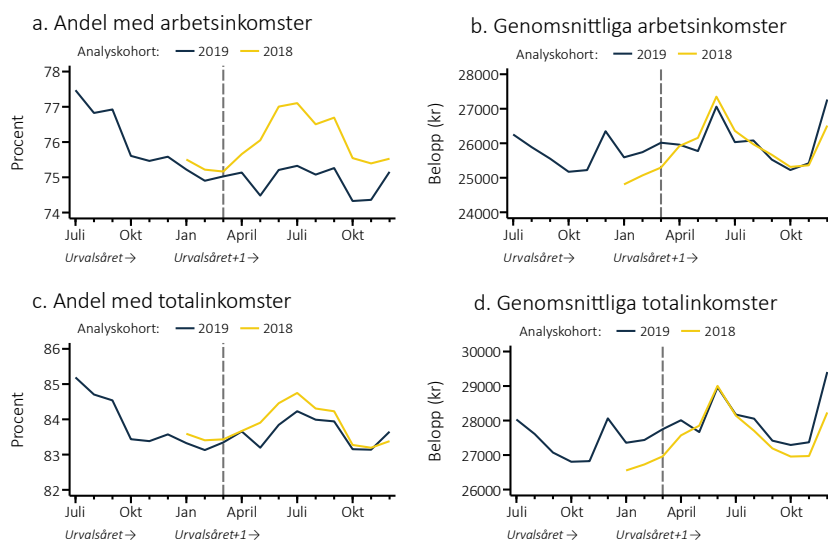 a. Andel med arbetsinkomster
Analyskohort: 2019 2018
Procent
78
77
76
75
74
Juli Okt Jan April Juli Okt
Urvalsåret→ Urvalsåret+1→
b. Genomsnittliga arbetsinkomster
Analyskohort: 2019 2018
Belopp (kr)
28000
27000
26000
25000
24000
Juli Okt Jan April Juli Okt
Urvalsåret→ Urvalsåret+1→
c. Andel med totalinkomster
Analyskohort: 2019 2018
Procent
86
85
84
83
82
Juli Okt Jan April Juli Okt
Urvalsåret→ Urvalsåret+1→
d. Genomsnittliga totalinkomster
Analyskohort: 2019 2018
Belopp (kr)
30000
29000
28000
27000
26000
Juli Okt Jan April Juli Okt
Urvalsåret → Urvalsåret+1→